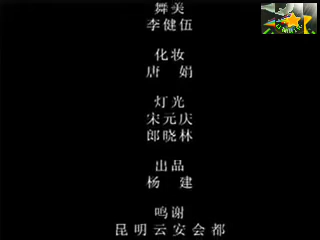 舞美
李健伍
化妆
唐 娟
灯光
宋元庆
郎晓林
出品
杨 建
鸣谢
昆明云安会都